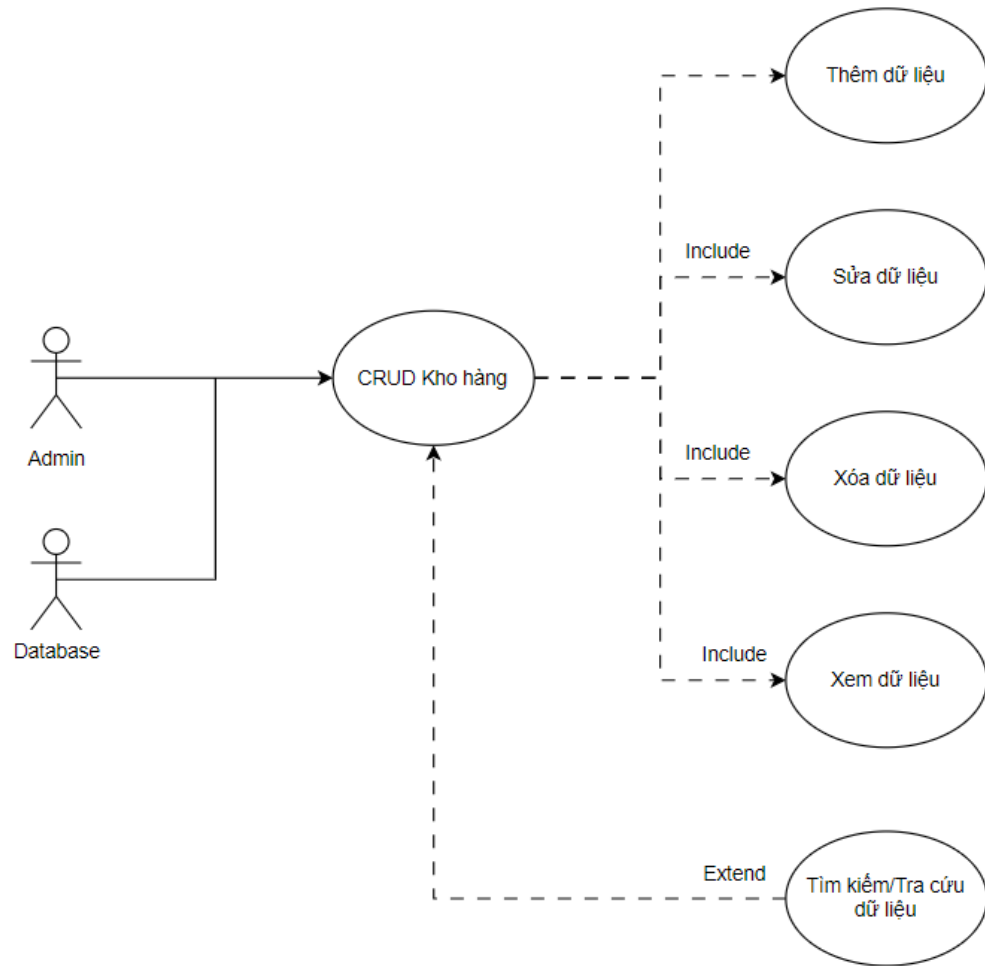 Thêm dữ liệu
Include
Sửa dữ liệu
CRUD Kho hàng
Admin
Include
Xóa dữ liệu
Database
Include
Xem dữ liệu
Extend
Tìm kiếm/Tra cứu
dữ liệu